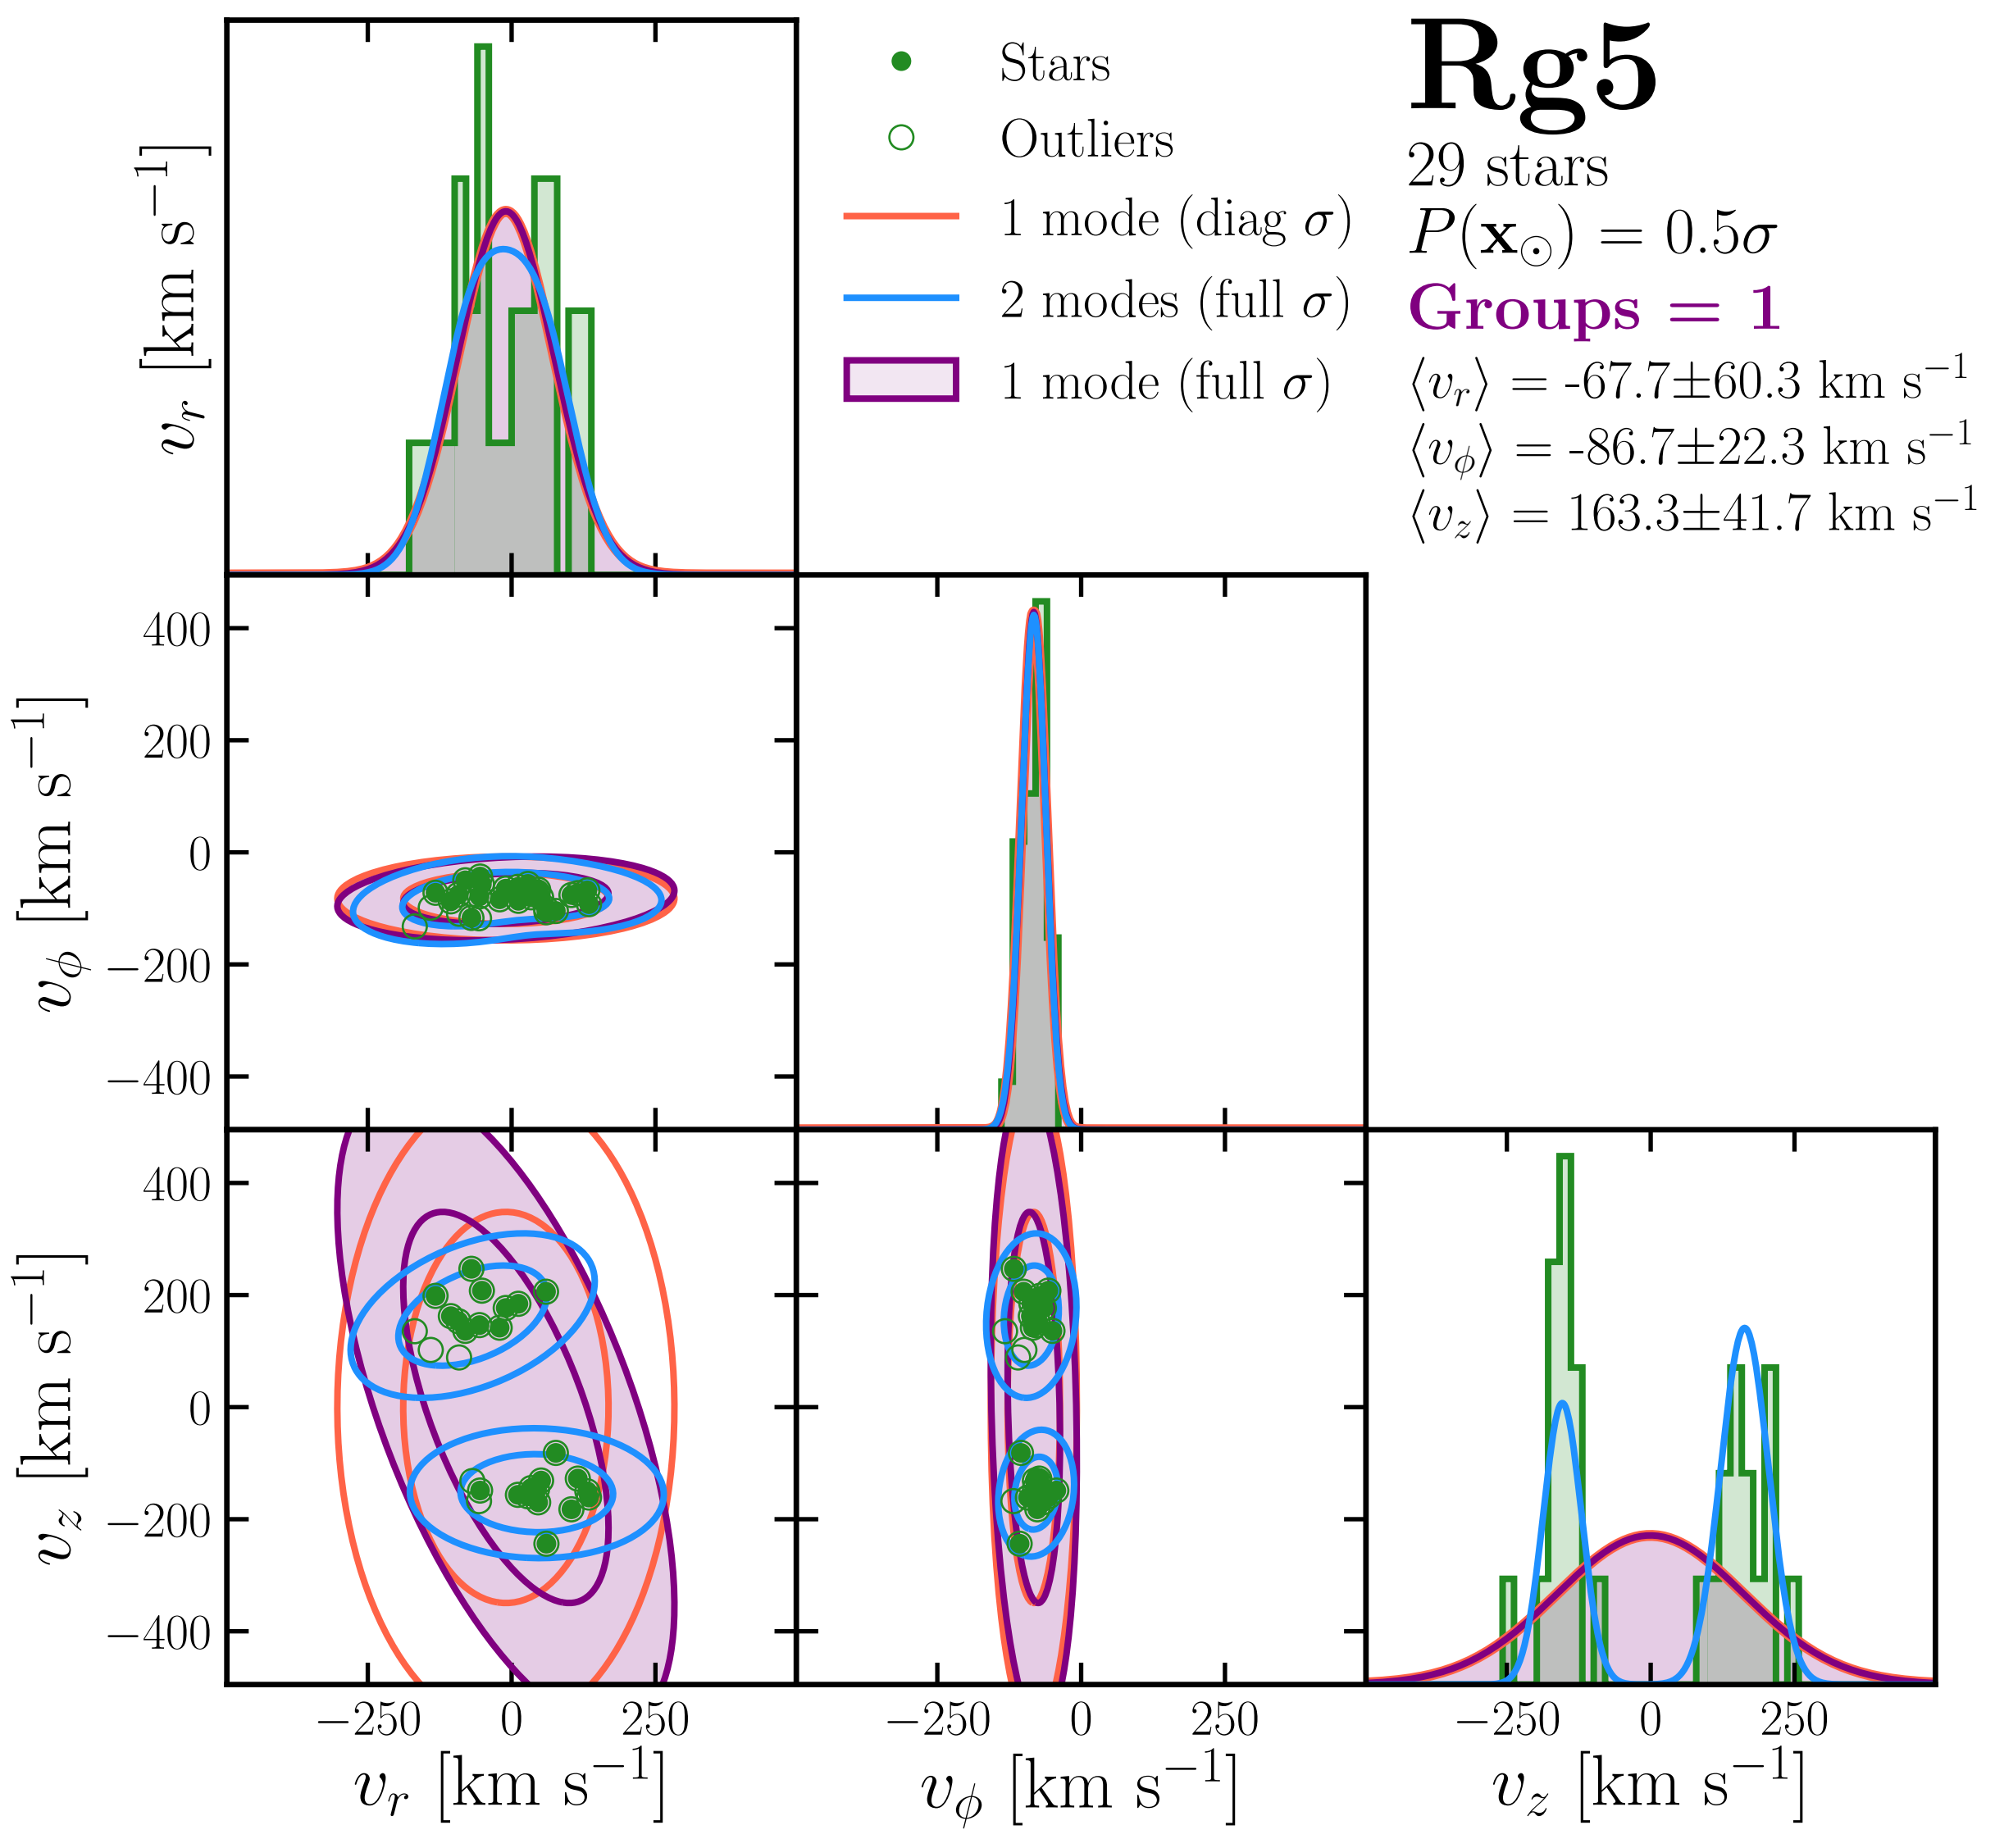 Rg5
29 stars
P(x⊙) = 0.5σ
Groups = 1
⟨v_r⟩ = -67.7±60.3 km s⁻¹
⟨v_ϕ⟩ = -86.7±22.3 km s⁻¹
⟨v_z⟩ = 163.3±41.7 km s⁻¹
Stars
Outliers
1 mode (diag σ)
2 modes (full σ)
1 mode (full σ)
v_r [km s⁻¹]
400
200
0
−200
−400
v_ϕ [km s⁻¹]
400
200
0
−200
−400
v_z [km s⁻¹]
−250 0 250
v_r [km s⁻¹]
−250 0 250
v_ϕ [km s⁻¹]
−250 0 250
v_z [km s⁻¹]